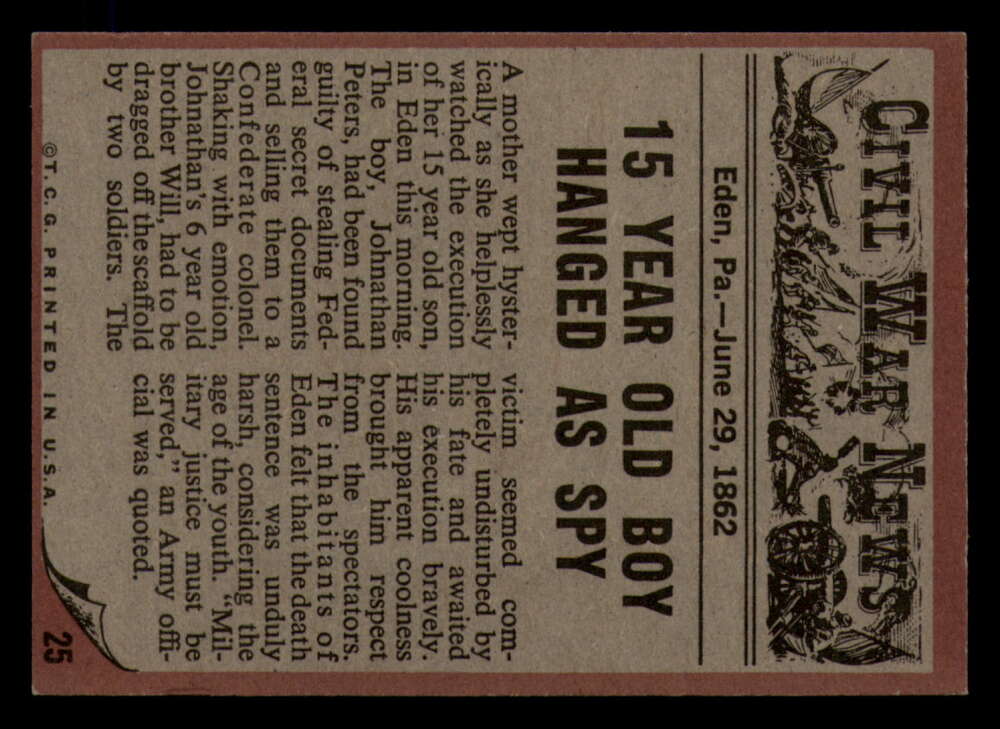 CIVIL WAR NEWS
Eden, Pa.—June 29, 1862
15 YEAR OLD BOY
HANGED AS SPY
A mother wept hyster-
ically as she helplessly
watched the execution
of her 15 year old son,
in Eden this morning.
The boy, Johnathan
Peters, had been found
guilty of stealing Fed-
eral secret documents
and selling them to a
Confederate colonel.
Shaking with emotion,
Johnathan's 6 year old
brother Will, had to be
dragged off the scaffold
by two soldiers. The
victim seemed com-
pletely undisturbed by
his fate and awaited
his execution bravely.
His apparent coolness
brought him respect
from the spectators.
The inhabitants of
Eden felt that the death
sentence was unduly
harsh, considering the
age of the youth. "Mil-
itary justice must be
served," an Army offi-
cial was quoted.
©T. C. G. PRINTED IN U. S. A.
25